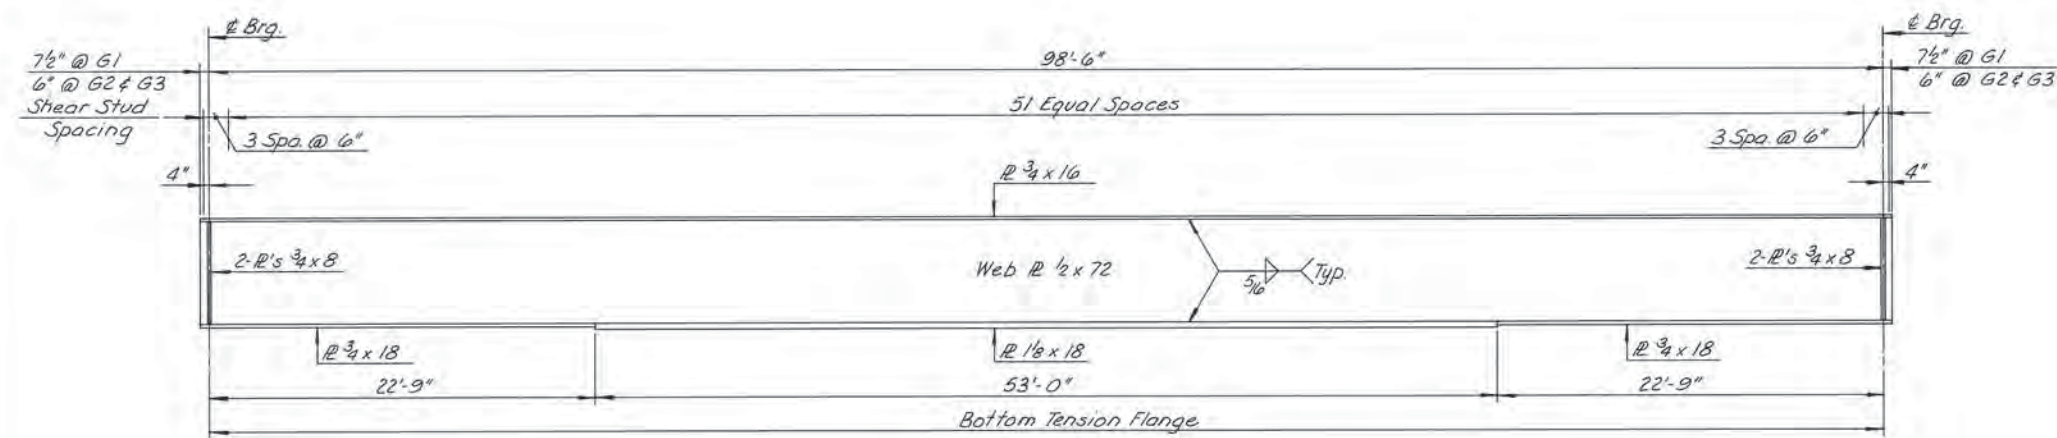 ℄ Brg.
℄ Brg.
7½" @ G1
6" @ G2 & G3
98'-6"
7½" @ G1
6" @ G2 & G3
Shear Stud
Spacing
51 Equal Spaces
3 Spa. @ 6"
3 Spa. @ 6"
4"
℄ ¾ x 16
4"
2-℄'s ¾ x 8
Web ℄ ½ x 72
5/16
Typ.
2-℄'s ¾ x 8
℄ ¾ x 18
℄ 1⅛ x 18
℄ ¾ x 18
22'-9"
53'-0"
22'-9"
Bottom Tension Flange